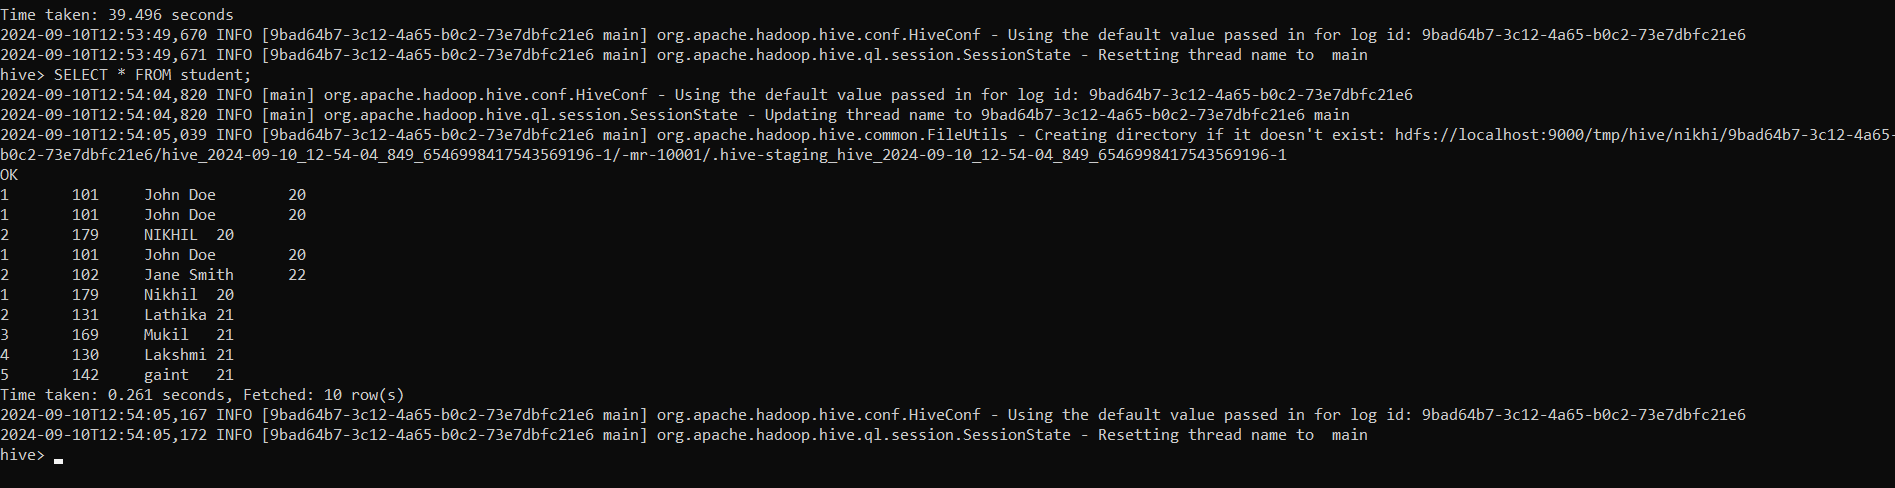 Time taken: 39.496 seconds
2024-09-10T12:53:49,670 INFO [9bad64b7-3c12-4a65-b0c2-73e7dbfc21e6 main] org.apache.hadoop.hive.conf.HiveConf - Using the default value passed in for log id: 9bad64b7-3c12-4a65-b0c2-73e7dbfc21e6
2024-09-10T12:53:49,671 INFO [9bad64b7-3c12-4a65-b0c2-73e7dbfc21e6 main] org.apache.hadoop.hive.ql.session.SessionState - Resetting thread name to  main
hive> SELECT * FROM student;
2024-09-10T12:54:04,820 INFO [main] org.apache.hadoop.hive.conf.HiveConf - Using the default value passed in for log id: 9bad64b7-3c12-4a65-b0c2-73e7dbfc21e6
2024-09-10T12:54:04,820 INFO [main] org.apache.hadoop.hive.ql.session.SessionState - Updating thread name to 9bad64b7-3c12-4a65-b0c2-73e7dbfc21e6 main
2024-09-10T12:54:05,039 INFO [9bad64b7-3c12-4a65-b0c2-73e7dbfc21e6 main] org.apache.hadoop.hive.common.FileUtils - Creating directory if it doesn't exist: hdfs://localhost:9000/tmp/hive/nikhi/9bad64b7-3c12-4a65-
b0c2-73e7dbfc21e6/hive_2024-09-10_12-54-04_849_6546998417543569196-1/-mr-10001/.hive-staging_hive_2024-09-10_12-54-04_849_6546998417543569196-1
OK
1       101     John Doe        20
1       101     John Doe        20
2       179     NIKHIL  20
1       101     John Doe        20
2       102     Jane Smith      22
1       179     Nikhil  20
2       131     Lathika 21
3       169     Mukil   21
4       130     Lakshmi 21
5       142     gaint   21
Time taken: 0.261 seconds, Fetched: 10 row(s)
2024-09-10T12:54:05,167 INFO [9bad64b7-3c12-4a65-b0c2-73e7dbfc21e6 main] org.apache.hadoop.hive.conf.HiveConf - Using the default value passed in for log id: 9bad64b7-3c12-4a65-b0c2-73e7dbfc21e6
2024-09-10T12:54:05,172 INFO [9bad64b7-3c12-4a65-b0c2-73e7dbfc21e6 main] org.apache.hadoop.hive.ql.session.SessionState - Resetting thread name to  main
hive> _